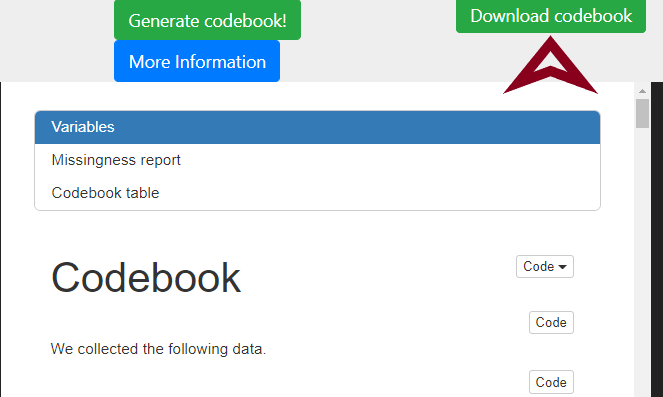 Generate codebook!
Download codebook
More Information
Variables
Missingness report
Codebook table
Codebook
Code
Code
We collected the following data.
Code